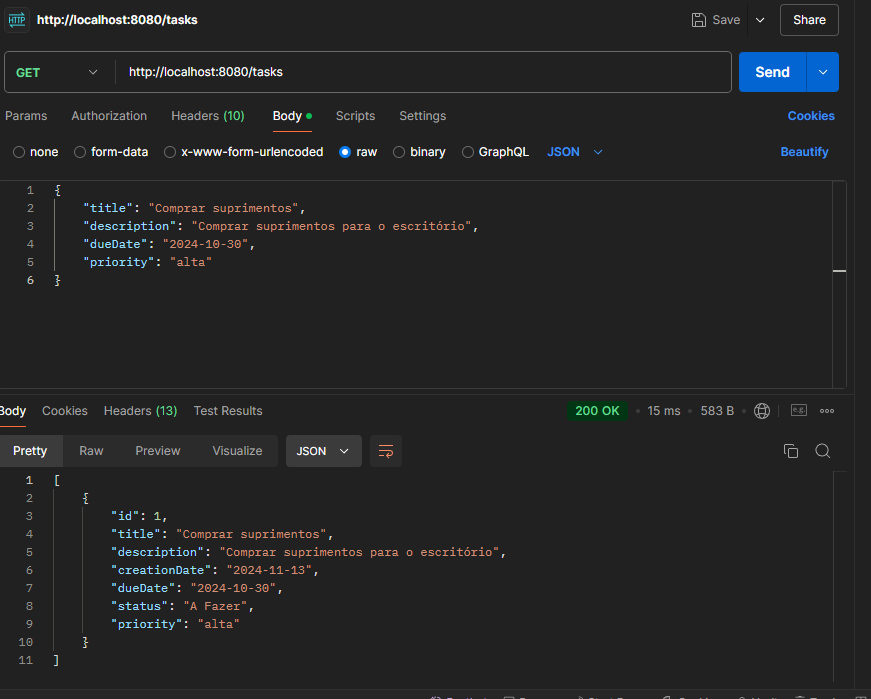 HTTP http://localhost:8080/tasks Save Share
GET http://localhost:8080/tasks Send
Params Authorization Headers (10) Body Scripts Settings Cookies
none form-data x-www-form-urlencoded raw binary GraphQL JSON Beautify
1 {
2 "title": "Comprar suprimentos",
3 "description": "Comprar suprimentos para o escritório",
4 "dueDate": "2024-10-30",
5 "priority": "alta"
6 }
Body Cookies Headers (13) Test Results 200 OK 15 ms 583 B e.g.
Pretty Raw Preview Visualize JSON
1 [
2 {
3 "id": 1,
4 "title": "Comprar suprimentos",
5 "description": "Comprar suprimentos para o escritório",
6 "creationDate": "2024-11-13",
7 "dueDate": "2024-10-30",
8 "status": "A Fazer",
9 "priority": "alta"
10 }
11 ]